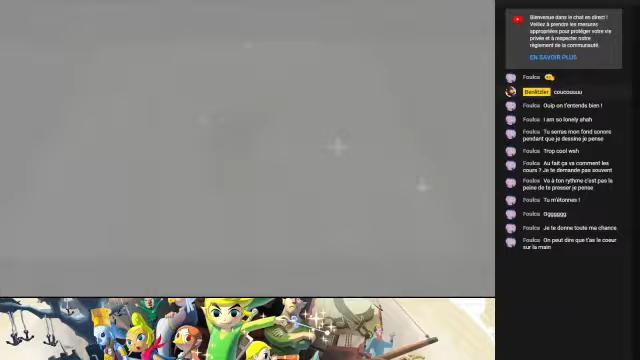 Bienvenue dans le chat en direct !
Veillez à prendre les mesures
appropriées pour protéger votre vie
privée et à respecter notre
règlement de la communauté.
EN SAVOIR PLUS
Foulca
coucouuuu
Foulca Ouip on t'entends bien !
Foulca I am so lonely ahah
Foulca Tu serras mon fond sonore
pendant que je dessine je pense
Foulca Trop cool wsh
Foulca Au fait ça va comment les
cours ? Je te demande pas souvent
Foulca Va à ton rythme c'est pas la
peine de te presser je pense
Foulca Tu m'étonnes !
Foulca Ogggggg
Foulca Je te donne toute ma chance
Foulca On peut dire que t'as le coeur
sur la main